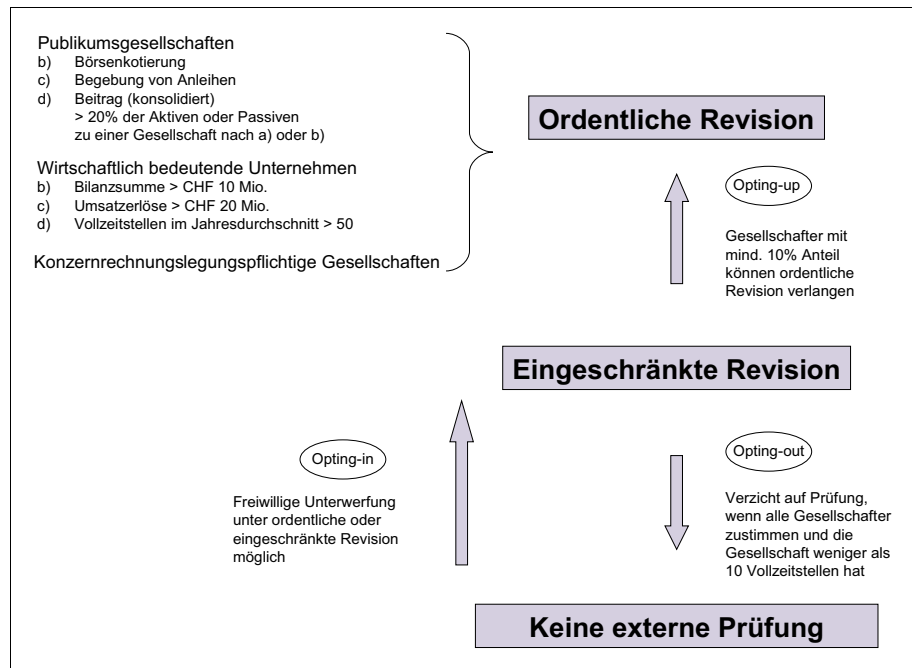 Publikumsgesellschaften
b) Börsenkotierung
c) Begebung von Anleihen
d) Beitrag (konsolidiert)
> 20% der Aktiven oder Passiven
zu einer Gesellschaft nach a) oder b)
Wirtschaftlich bedeutende Unternehmen
b) Bilanzsumme > CHF 10 Mio.
c) Umsatzerlöse > CHF 20 Mio.
d) Vollzeitstellen im Jahresdurchschnitt > 50
Konzernrechnungslegungspflichtige Gesellschaften
Ordentliche Revision
Opting-up
Gesellschafter mit
mind. 10% Anteil
können ordentliche
Revision verlangen
Eingeschränkte Revision
Opting-in
Freiwillige Unterwerfung
unter ordentliche oder
eingeschränkte Revision
möglich
Opting-out
Verzicht auf Prüfung,
wenn alle Gesellschafter
zustimmen und die
Gesellschaft weniger als
10 Vollzeitstellen hat
Keine externe Prüfung